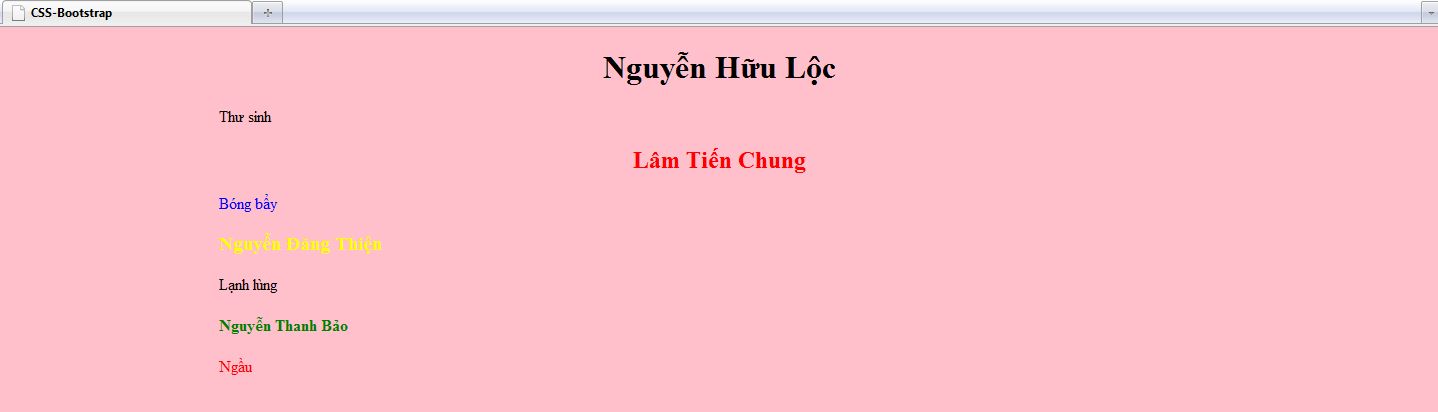 CSS-Bootstrap
Nguyễn Hữu Lộc
Thư sinh
Lâm Tiến Chung
Bóng bẩy
Nguyễn Đăng Thiện
Lạnh lùng
Nguyễn Thanh Bảo
Ngầu